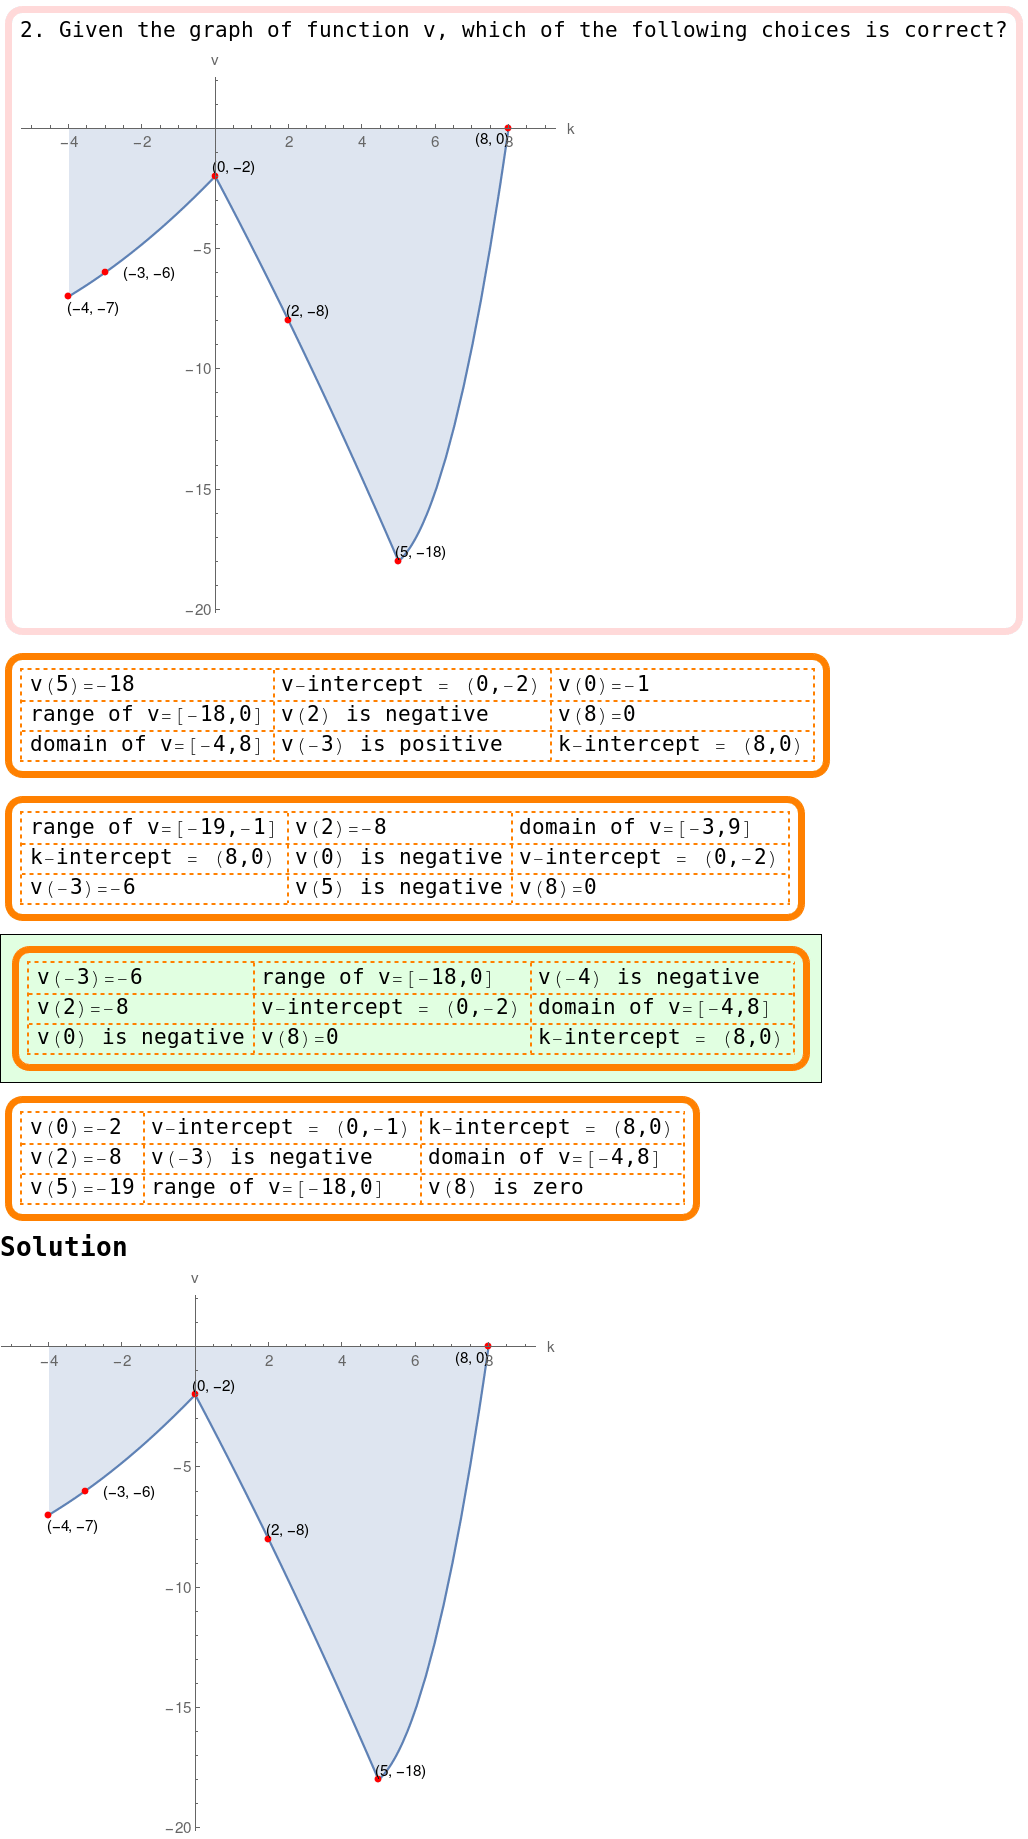 2. Given the graph of function v, which of the following choices is correct?
v
k
−4 −2 2 4 6 8
(8, 0)
(0, −2)
−5
(−3, −6)
(−4, −7)
(2, −8)
−10
−15
(5, −18)
−20
v(5)=-18 v-intercept = (0,-2) v(0)=-1
range of v=[-18,0] v(2) is negative v(8)=0
domain of v=[-4,8] v(-3) is positive k-intercept = (8,0)
range of v=[-19,-1] v(2)=-8 domain of v=[-3,9]
k-intercept = (8,0) v(0) is negative v-intercept = (0,-2)
v(-3)=-6 v(5) is negative v(8)=0
v(-3)=-6 range of v=[-18,0] v(-4) is negative
v(2)=-8 v-intercept = (0,-2) domain of v=[-4,8]
v(0) is negative v(8)=0 k-intercept = (8,0)
v(0)=-2 v-intercept = (0,-1) k-intercept = (8,0)
v(2)=-8 v(-3) is negative domain of v=[-4,8]
v(5)=-19 range of v=[-18,0] v(8) is zero
Solution
v
k
−4 −2 2 4 6 8
(8, 0)
(0, −2)
−5
(−3, −6)
(−4, −7)
(2, −8)
−10
−15
(5, −18)
−20